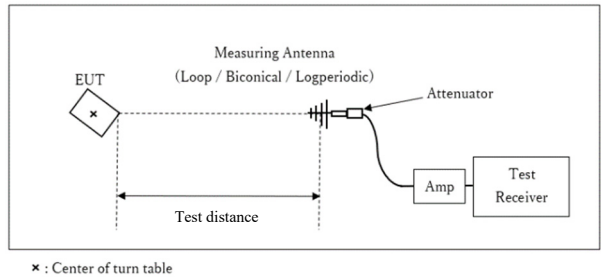 Measuring Antenna
(Loop / Biconical / Logperiodic)
EUT
Attenuator
Amp
Test
Receiver
Test distance
× : Center of turn table